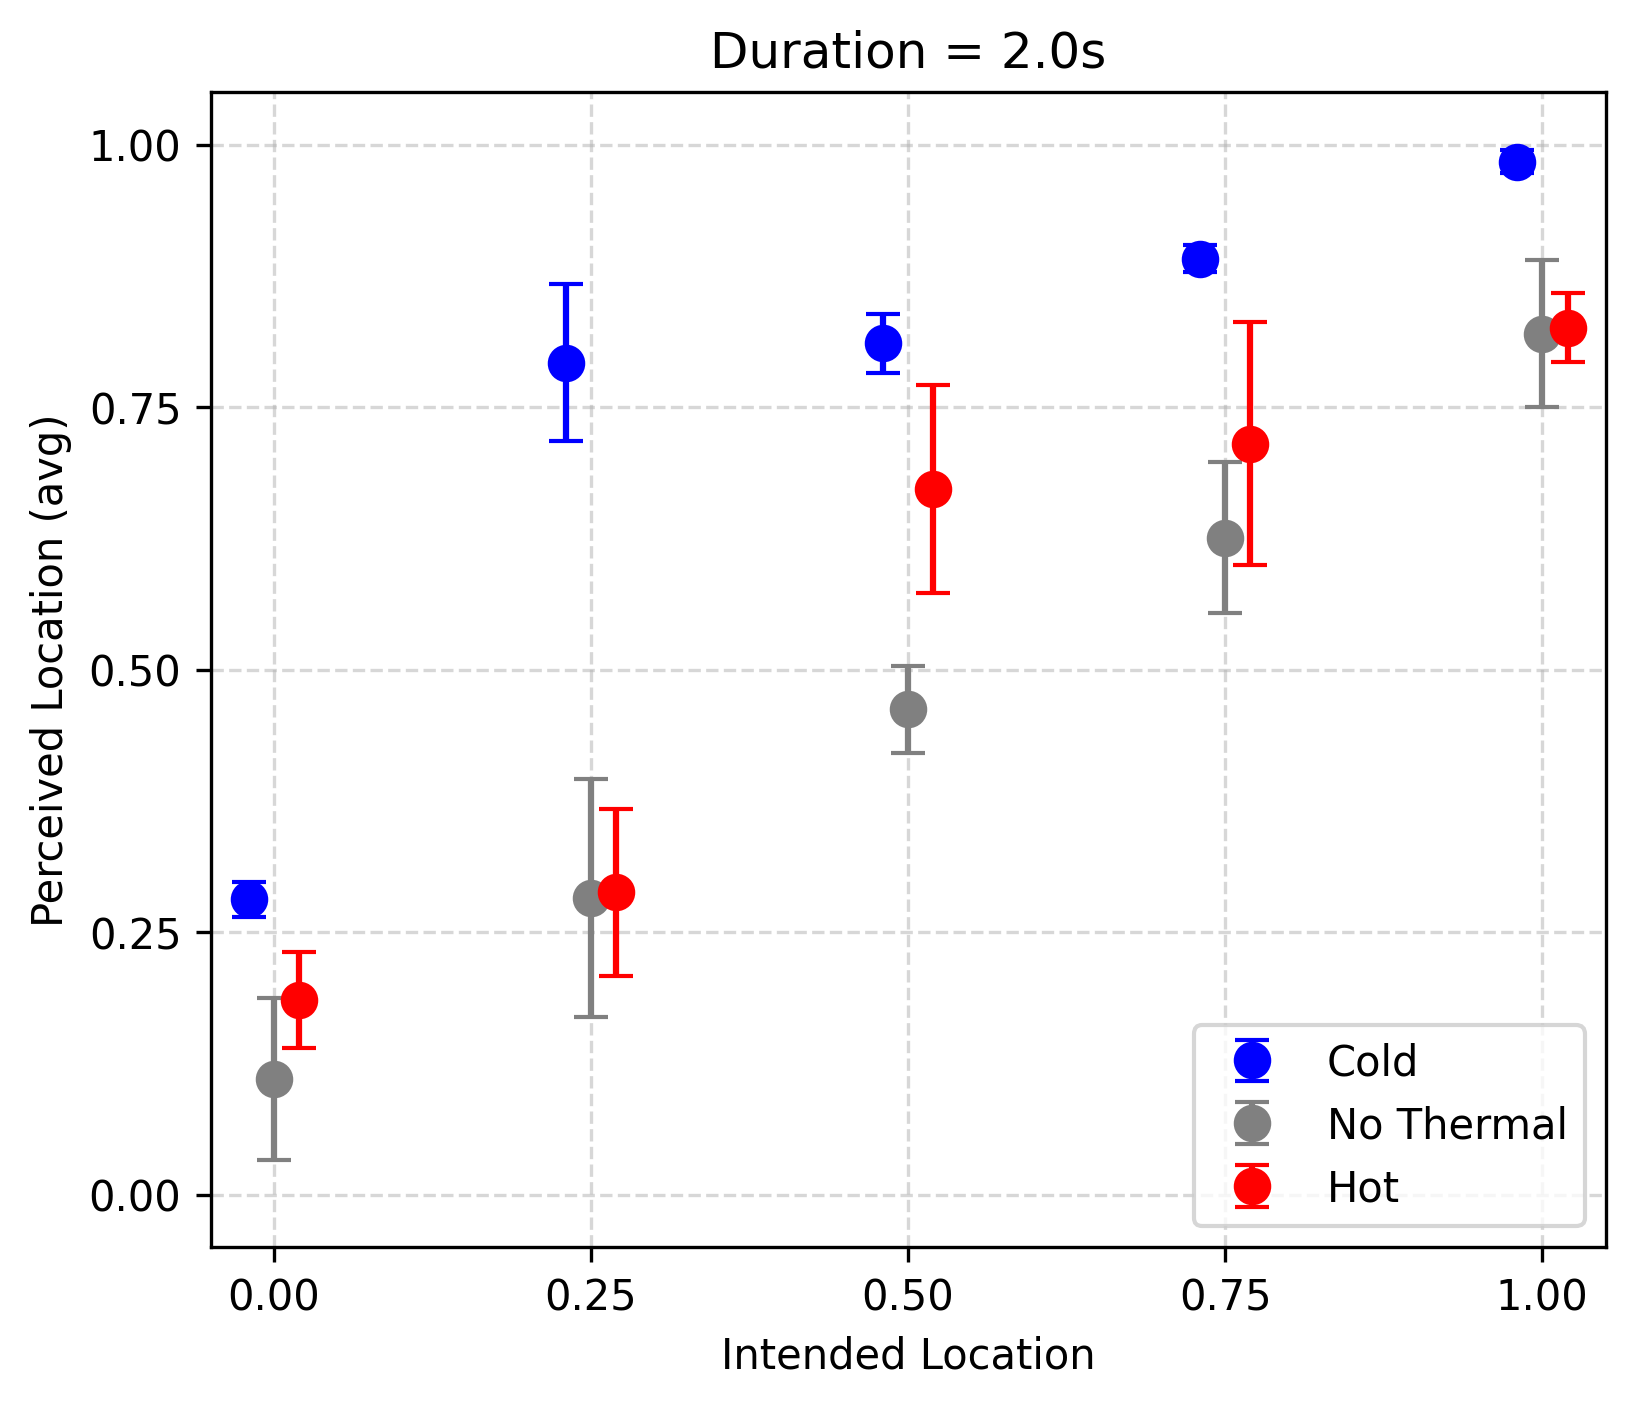 Duration = 2.0s
1.00
0.75
0.50
0.25
0.00
Perceived Location (avg)
0.00 0.25 0.50 0.75 1.00
Intended Location
Cold
No Thermal
Hot